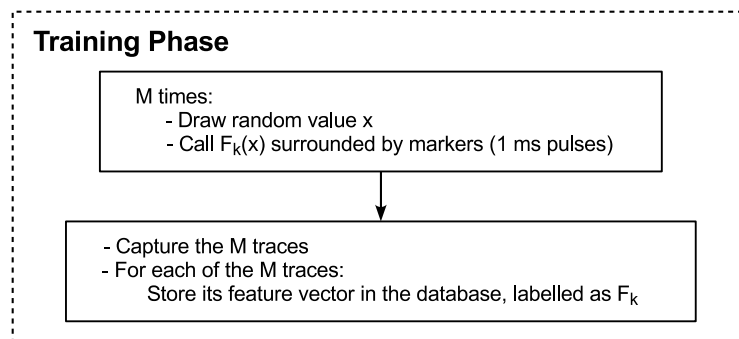 Training Phase
M times:
- Draw random value x
- Call Fk(x) surrounded by markers (1 ms pulses)
- Capture the M traces
- For each of the M traces:
Store its feature vector in the database, labelled as Fk